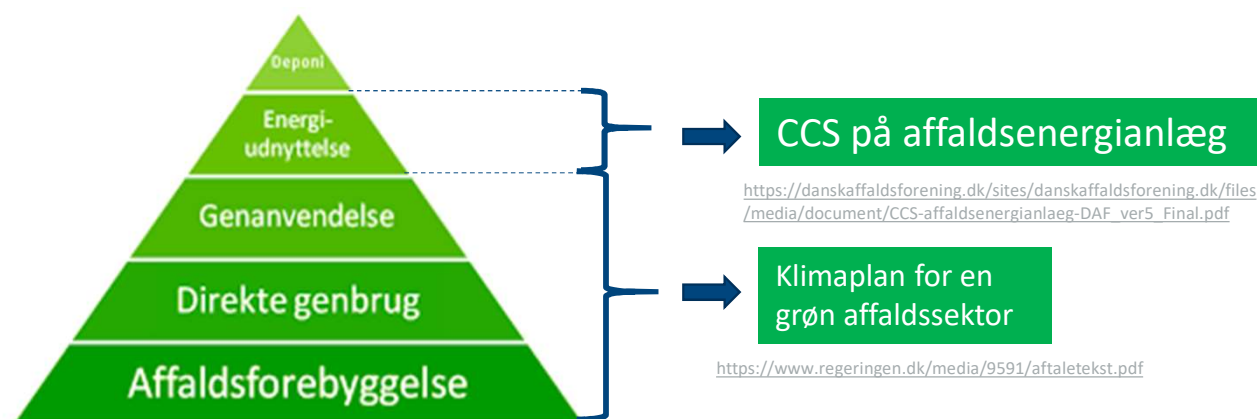 Deponi
Energi-
udnyttelse
Genanvendelse
Direkte genbrug
Affaldsforebyggelse
CCS på affaldsenergianlæg
https://danskaffaldsforening.dk/sites/danskaffaldsforening.dk/files
/media/document/CCS-affaldsenergianlaeg-DAF_ver5_Final.pdf
Klimaplan for en
grøn affaldssektor
https://www.regeringen.dk/media/9591/aftaletekst.pdf